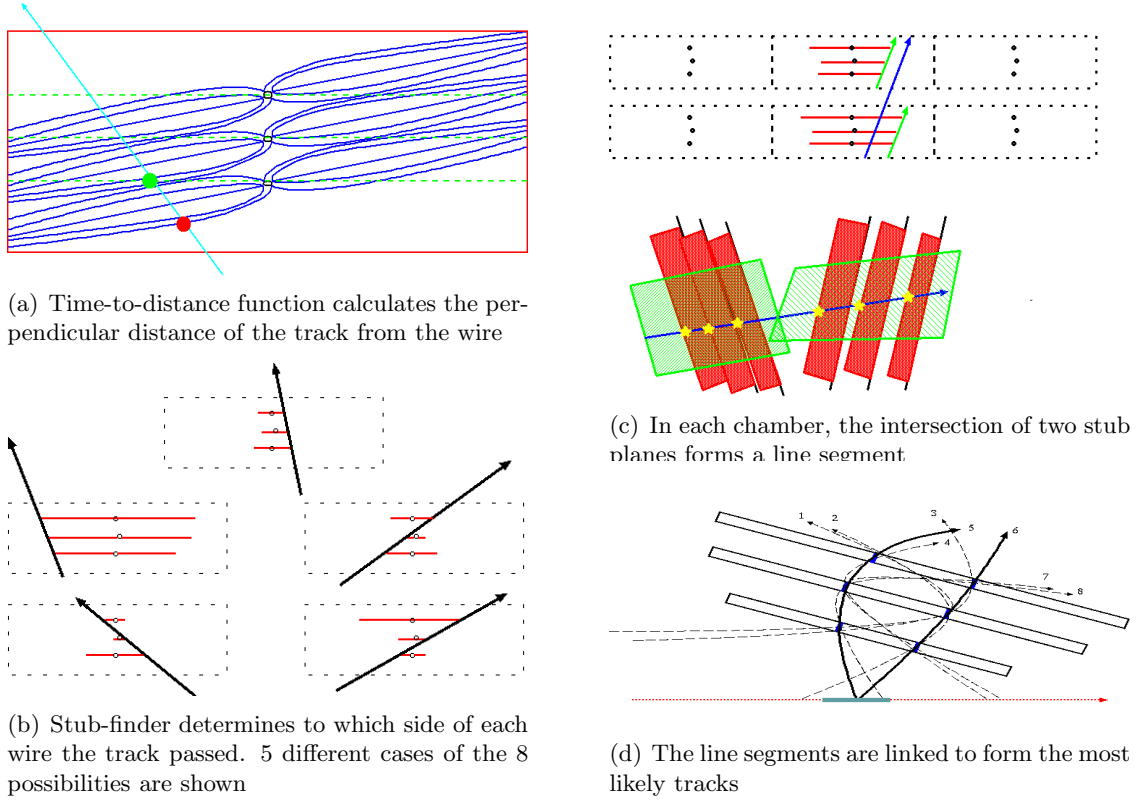 (a) Time-to-distance function calculates the per-
pendicular distance of the track from the wire
(b) Stub-finder determines to which side of each
wire the track passed. 5 different cases of the 8
possibilities are shown
(c) In each chamber, the intersection of two stub
planes forms a line segment
1
2
3
4
5
6
7
8
(d) The line segments are linked to form the most
likely tracks